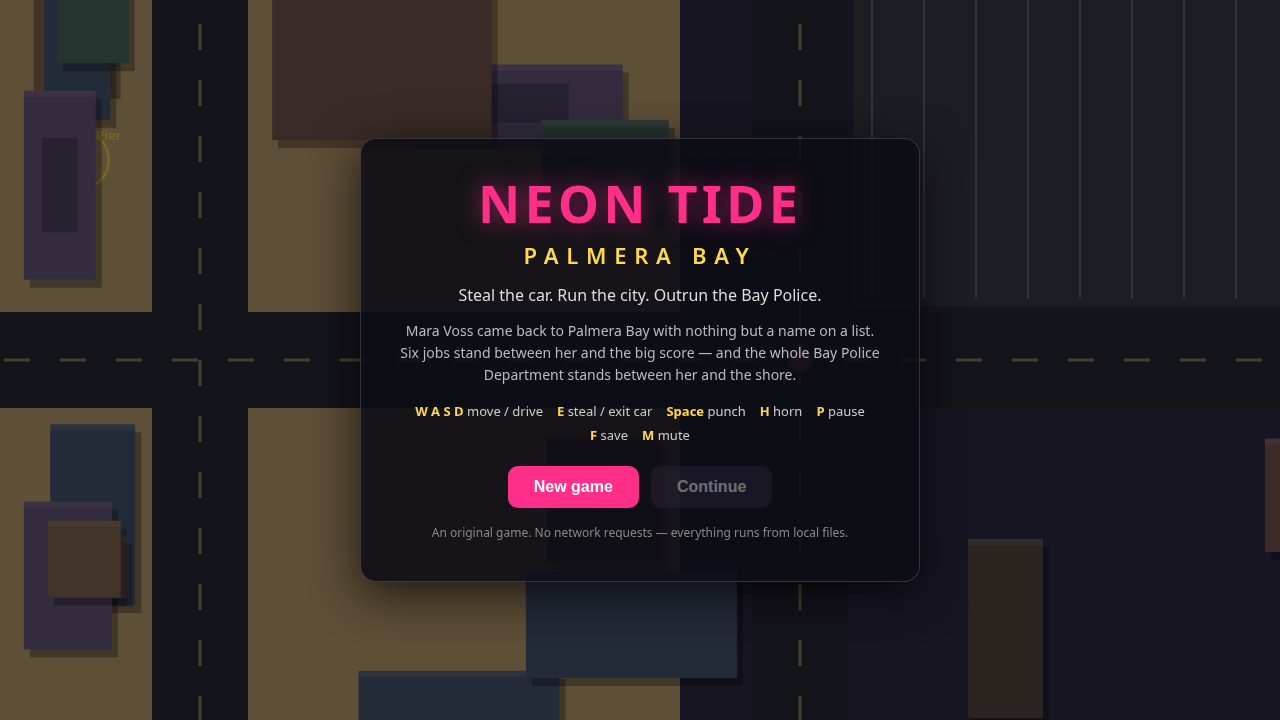 Pier
NEON TIDE
PALMERA BAY
Steal the car. Run the city. Outrun the Bay Police.
Mara Voss came back to Palmera Bay with nothing but a name on a list.
Six jobs stand between her and the big score — and the whole Bay Police
Department stands between her and the shore.
W A S D move / drive E steal / exit car Space punch H horn P pause
F save M mute
New game Continue
An original game. No network requests — everything runs from local files.